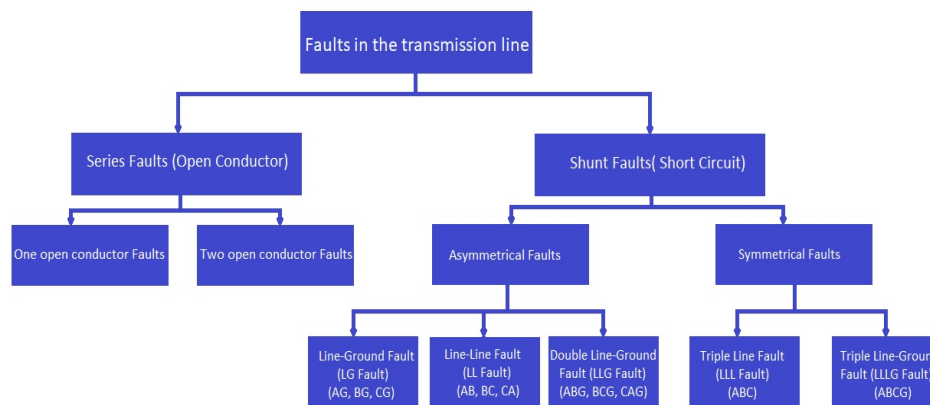 Faults in the transmission line
Series Faults (Open Conductor)
Shunt Faults( Short Circuit)
One open conductor Faults
Two open conductor Faults
Asymmetrical Faults
Symmetrical Faults
Line-Ground Fault
(LG Fault)
(AG, BG, CG)
Line-Line Fault
(LL Fault)
(AB, BC, CA)
Double Line-Ground
Fault (LLG Fault)
(ABG, BCG, CAG)
Triple Line Fault
(LLL Fault)
(ABC)
Triple Line-Ground
Fault (LLLG Fault)
(ABCG)